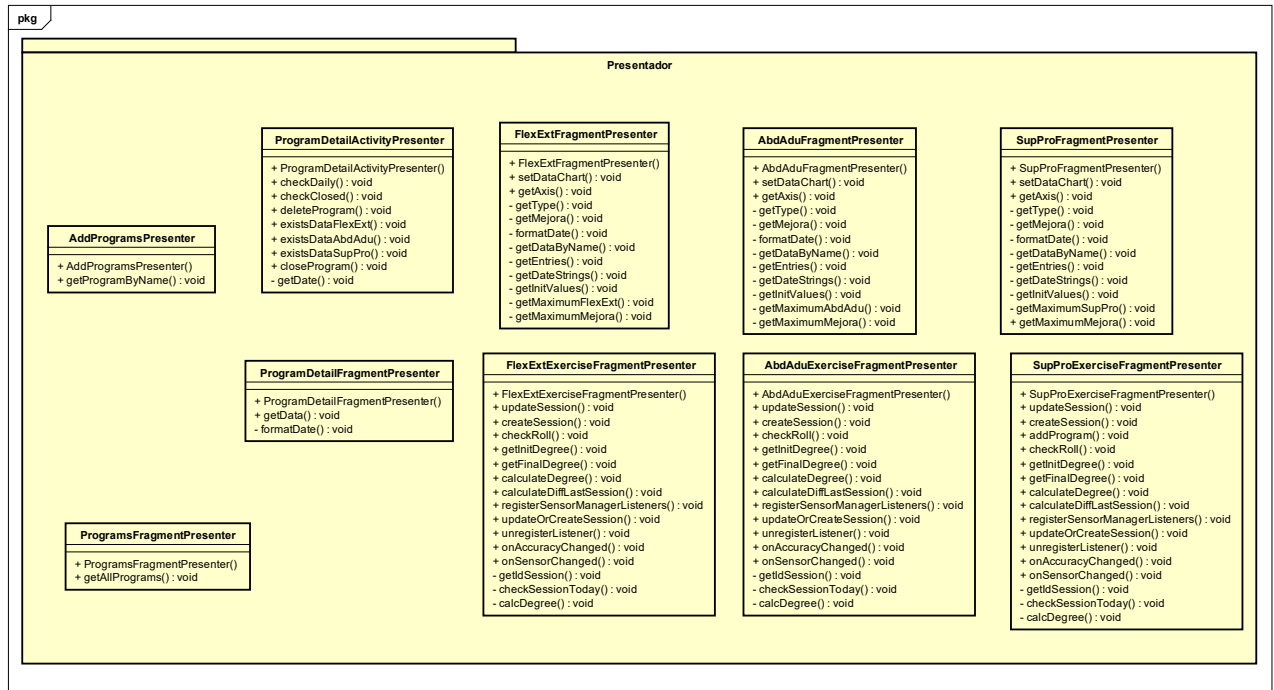 pkg
Presentador
AddProgramsPresenter
+ AddProgramsPresenter()
+ getProgramByName() : void
ProgramDetailActivityPresenter
+ ProgramDetailActivityPresenter()
+ checkDaily() : void
+ checkClosed() : void
+ deleteProgram() : void
+ existsDataFlexExt() : void
+ existsDataAbdAdu() : void
+ existsDataSupPro() : void
+ closeProgram() : void
- getDate() : void
FlexExtFragmentPresenter
+ FlexExtFragmentPresenter()
+ setDataChart() : void
+ getAxis() : void
- getType() : void
- getMejora() : void
- formatDate() : void
- getDataByName() : void
- getEntries() : void
- getDateStrings() : void
- getInitValues() : void
- getMaximumFlexExt() : void
- getMaximumMejora() : void
AbdAduFragmentPresenter
+ AbdAduFragmentPresenter()
+ setDataChart() : void
+ getAxis() : void
- getType() : void
- getMejora() : void
- formatDate() : void
- getDataByName() : void
- getEntries() : void
- getDateStrings() : void
- getInitValues() : void
- getMaximumAbdAdu() : void
- getMaximumMejora() : void
SupProFragmentPresenter
+ SupProFragmentPresenter()
+ setDataChart() : void
+ getAxis() : void
- getType() : void
- getMejora() : void
- formatDate() : void
- getDataByName() : void
- getEntries() : void
- getDateStrings() : void
- getInitValues() : void
- getMaximumSupPro() : void
+ getMaximumMejora() : void
ProgramDetailFragmentPresenter
+ ProgramDetailFragmentPresenter()
+ getData() : void
- formatDate() : void
ProgramsFragmentPresenter
+ ProgramsFragmentPresenter()
+ getAllPrograms() : void
FlexExtExerciseFragmentPresenter
+ FlexExtExerciseFragmentPresenter()
+ updateSession() : void
+ createSession() : void
+ checkRoll() : void
+ getInitDegree() : void
+ getFinalDegree() : void
+ calculateDegree() : void
+ calculateDiffLastSession() : void
+ registerSensorManagerListeners() : void
+ updateOrCreateSession() : void
+ unregisterListener() : void
+ onAccuracyChanged() : void
+ onSensorChanged() : void
- getIdSession() : void
- checkSessionToday() : void
- calcDegree() : void
AbdAduExerciseFragmentPresenter
+ AbdAduExerciseFragmentPresenter()
+ updateSession() : void
+ createSession() : void
+ checkRoll() : void
+ getInitDegree() : void
+ getFinalDegree() : void
+ calculateDegree() : void
+ calculateDiffLastSession() : void
+ registerSensorManagerListeners() : void
+ updateOrCreateSession() : void
+ unregisterListener() : void
+ onAccuracyChanged() : void
+ onSensorChanged() : void
- getIdSession() : void
- checkSessionToday() : void
- calcDegree() : void
SupProExerciseFragmentPresenter
+ SupProExerciseFragmentPresenter()
+ updateSession() : void
+ createSession() : void
+ addProgram() : void
+ checkRoll() : void
+ getInitDegree() : void
+ getFinalDegree() : void
+ calculateDegree() : void
+ calculateDiffLastSession() : void
+ registerSensorManagerListeners() : void
+ updateOrCreateSession() : void
+ unregisterListener() : void
+ onAccuracyChanged() : void
+ onSensorChanged() : void
- getIdSession() : void
- checkSessionToday() : void
- calcDegree() : void